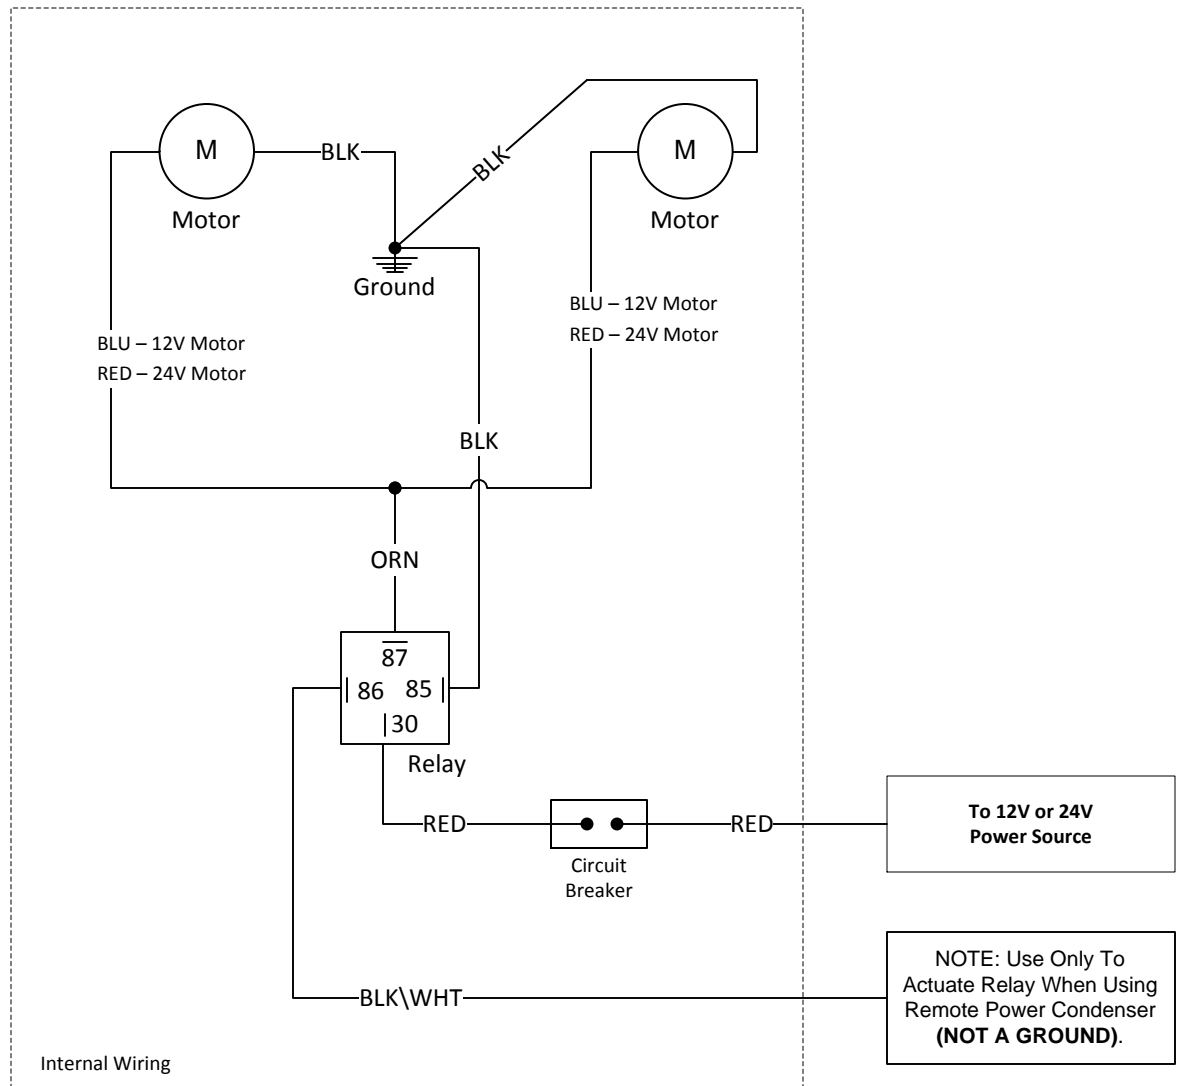 M
BLK
BLK
M
Motor
Motor
Ground
BLU – 12V Motor
RED – 24V Motor
BLU – 12V Motor
RED – 24V Motor
BLK
ORN
87
86 85
30
Relay
RED
RED
To 12V or 24V
Power Source
Circuit
Breaker
NOTE: Use Only To
Actuate Relay When Using
Remote Power Condenser
(NOT A GROUND).
BLK\WHT
Internal Wiring